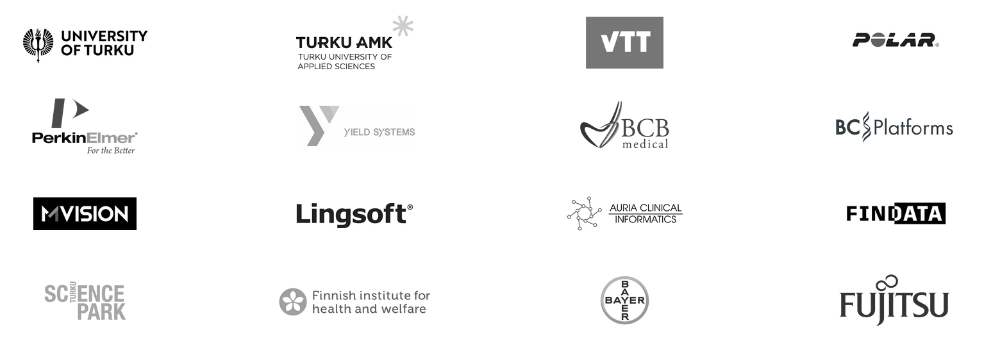 UNIVERSITY
OF TURKU
TURKU AMK
TURKU UNIVERSITY OF
APPLIED SCIENCES
VTT
POLAR®
PerkinElmer®
For the Better
Y
YIELD SYSTEMS
BCB
medical
BC Platforms
MVISION
Lingsoft®
AURIA CLINICAL
INFORMATICS
FINDATA
SCIENCE
TURKU
PARK
Finnish institute for
health and welfare
BAYER
BAYER
FUJITSU